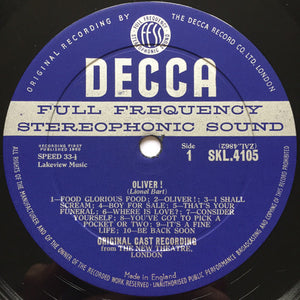 ORIGINAL RECORDING BY
THE DECCA RECORD CO. LTD., LONDON
FULL FREQUENCY
ffss
STEREOPHONIC
DECCA
FULL FREQUENCY
STEREOPHONIC SOUND
RECORDING FIRST
PUBLISHED 1960
SPEED 33⅓
Lakeview Music
Side
1
(ZAL.4862)
SKL.4105
OLIVER !
(Lionel Bart)
1—FOOD GLORIOUS FOOD; 2—OLIVER!; 3—I SHALL
SCREAM; 4—BOY FOR SALE; 5—THAT'S YOUR
FUNERAL; 6—WHERE IS LOVE?; 7—CONSIDER
YOURSELF; 8—YOU'VE GOT TO PICK A
POCKET OR TWO; 9—IT'S A FINE
LIFE; 10—BE BACK SOON
ORIGINAL CAST RECORDING
from THE NEW THEATRE,
LONDON
Made in England
ALL RIGHTS OF THE MANUFACTURER AND OF THE OWNER OF THE RECORDED WORK RESERVED · UNAUTHORISED PUBLIC PERFORMANCE, BROADCASTING AND COPYING OF THIS RECORD PROHIBITED